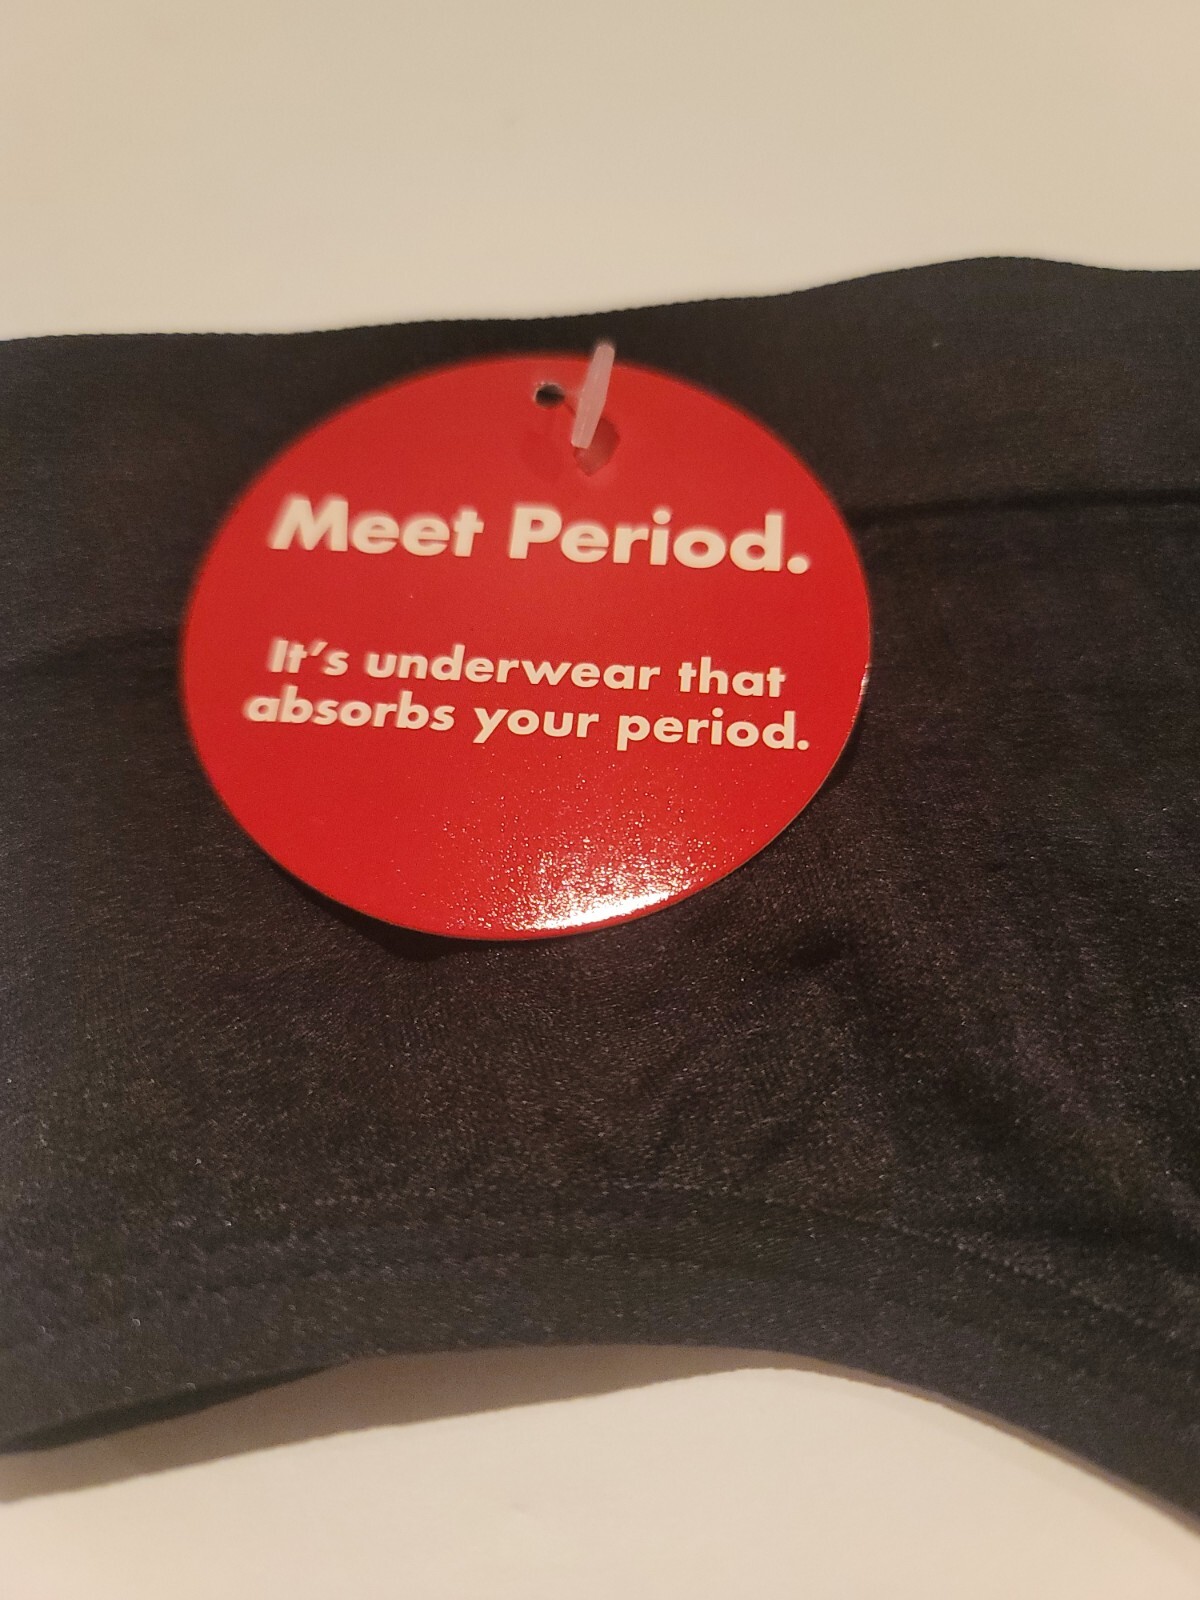 Meet Period.
It's underwear that
absorbs your period.